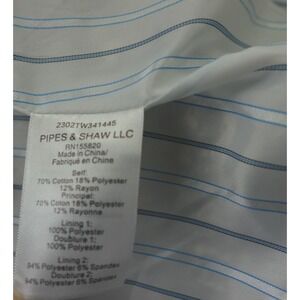 2302TW341445
PIPES & SHAW LLC
RN155620
Made in China/
Fabriqué en Chine
Self:
70% Cotton 18% Polyester
12% Rayon
Principal:
70% Coton 18% Polyester
12% Rayonne
Lining 1:
100% Polyester
Doublure 1:
100% Polyester
Lining 2:
94% Polyester 6% Spandex
Doublure 2:
94% Polyester 6% Spandex